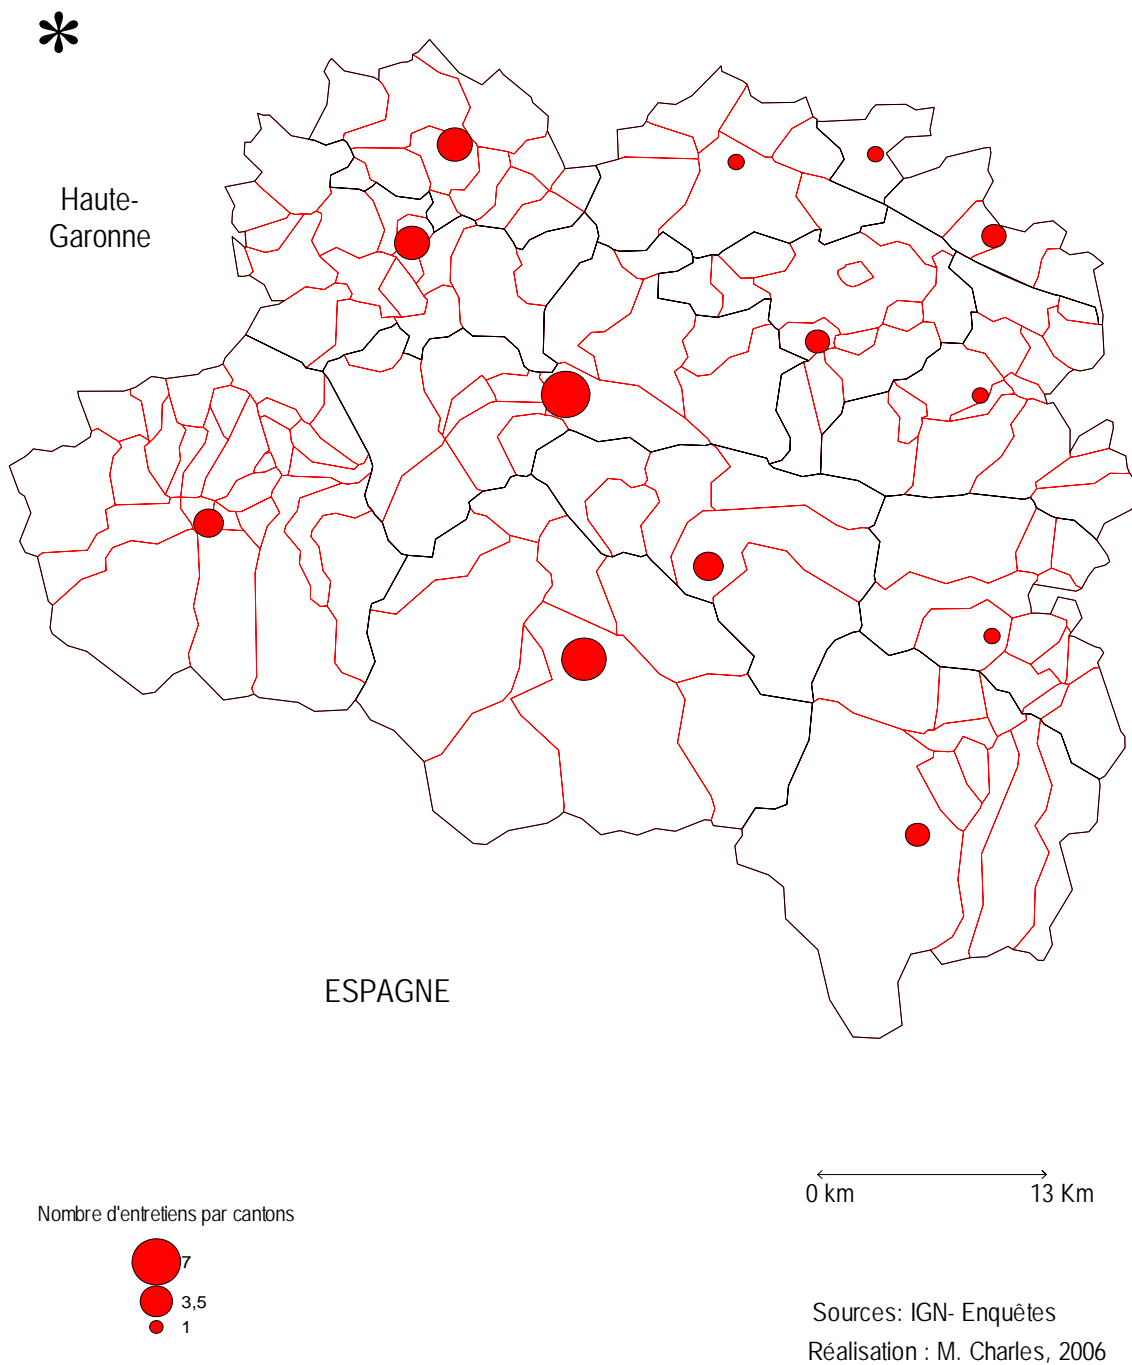 *
Haute-
Garonne
ESPAGNE
0 km
13 Km
Nombre d'entretiens par cantons
7
3,5
1
Sources: IGN- Enquêtes
Réalisation : M. Charles, 2006